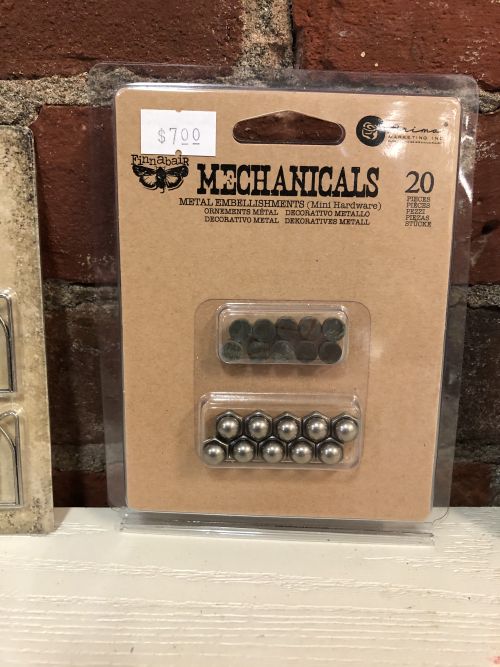 $7.00
Finnabair
prima
MARKETING INC
MECHANICALS
METAL EMBELLISHMENTS (Mini Hardware)
ORNEMENTS MÉTAL DECORATIVO METALLO
DECORATIVO METAL DEKORATIVES METALL
20
PIECES
PIÈCES
PEZZI
PIEZAS
STÜCKE